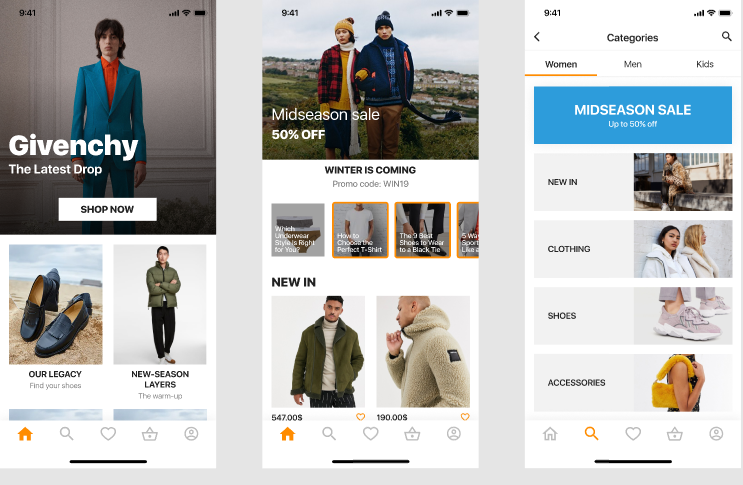 9:41
Givenchy
The Latest Drop
SHOP NOW
OUR LEGACY
Find your shoes
NEW-SEASON
LAYERS
The warm-up
9:41
Midseason sale
50% OFF
WINTER IS COMING
Promo code: WIN19
Which
Underwear
Style is Right
for You?
How to
Choose the
Perfect T-Shirt
The 9 Best
Shoes to Wear
to a Black Tie
5 Wa
Sport
Like a
NEW IN
547.00$
190.00$
9:41
Categories
Women
Men
Kids
MIDSEASON SALE
Up to 50% off
NEW IN
CLOTHING
SHOES
ACCESSORIES